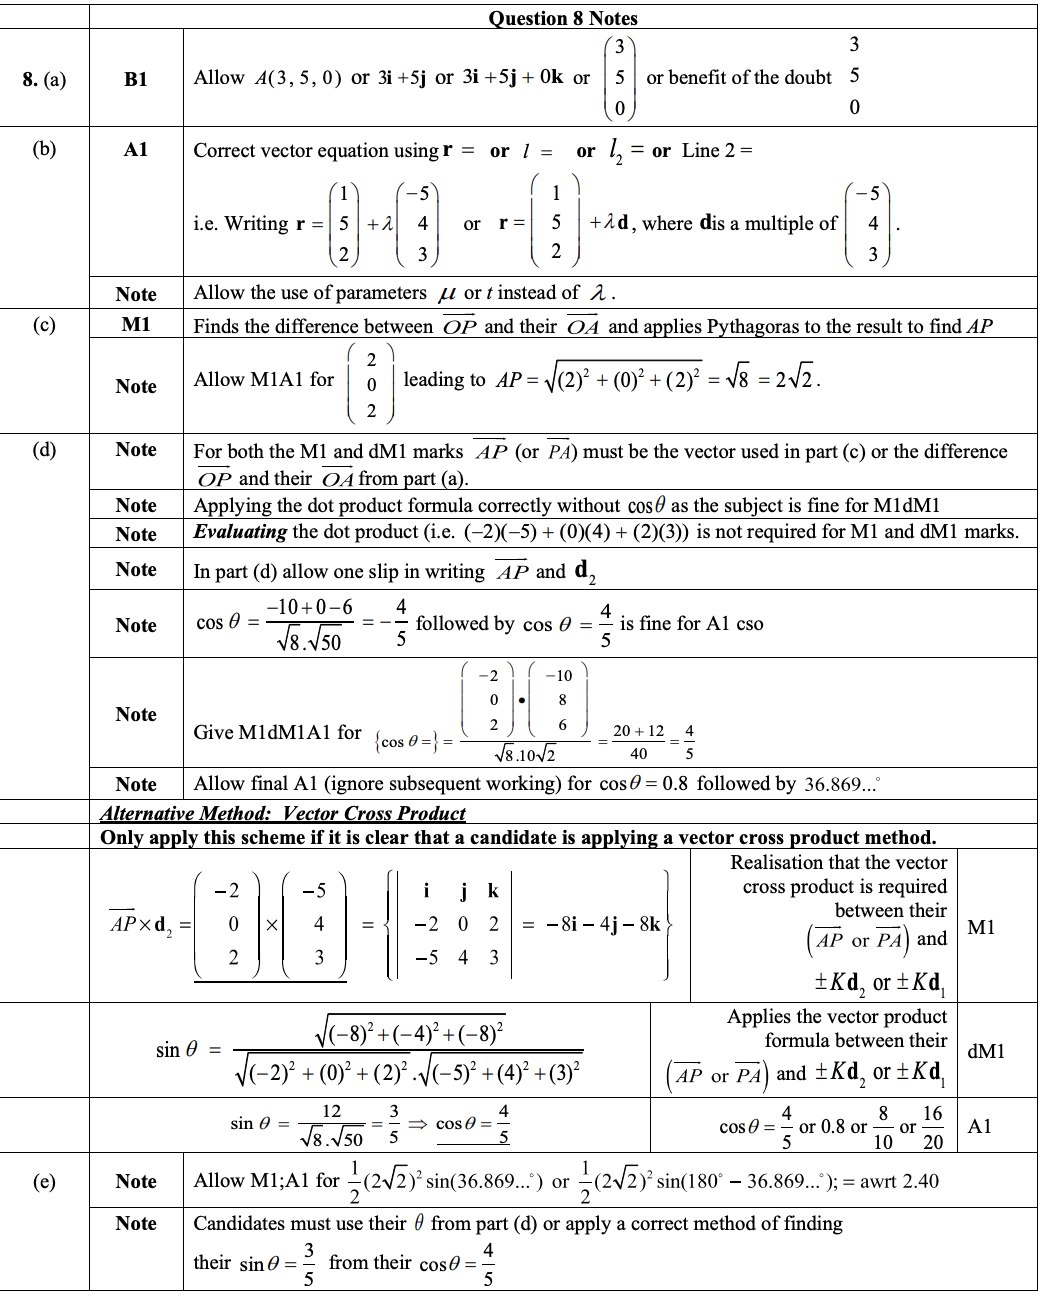 Question 8 Notes
8. (a) B1 Allow A(3, 5, 0) or 3i +5j or 3i +5j + 0k or (3 5 0) or benefit of the doubt 3 5 0
(b) A1 Correct vector equation using r = or l = or l₂ = or Line 2 =
i.e. Writing r = (1 5 2) + λ (−5 4 3) or r = (1 5 2) + λd, where dis a multiple of (−5 4 3).
Note Allow the use of parameters μ or t instead of λ.
(c) M1 Finds the difference between OP→ and their OA→ and applies Pythagoras to the result to find AP
Note Allow M1A1 for (2 0 2) leading to AP = √((2)² + (0)² + (2)²) = √8 = 2√2.
(d) Note For both the M1 and dM1 marks AP→ (or PA→) must be the vector used in part (c) or the difference
OP→ and their OA→ from part (a).
Note Applying the dot product formula correctly without cosθ as the subject is fine for M1dM1
Note Evaluating the dot product (i.e. (−2)(−5) + (0)(4) + (2)(3)) is not required for M1 and dM1 marks.
Note In part (d) allow one slip in writing AP→ and d₂
Note cos θ = (−10+0−6)/(√8.√50) = −4/5 followed by cos θ = 4/5 is fine for A1 cso
Note Give M1dM1A1 for {cos θ =} = ((−2 0 2) • (−10 8 6))/(√8.10√2) = (20 + 12)/40 = 4/5
Note Allow final A1 (ignore subsequent working) for cosθ = 0.8 followed by 36.869...°
Alternative Method: Vector Cross Product
Only apply this scheme if it is clear that a candidate is applying a vector cross product method.
AP→ × d₂ = (−2 0 2) × (−5 4 3) = { | i j k | −2 0 2 | −5 4 3 | = −8i − 4j − 8k }
Realisation that the vector
cross product is required
between their
(AP→ or PA→) and
±Kd₂ or ±Kd₁
M1
sin θ = √((−8)² + (−4)² + (−8)²) / (√((−2)² + (0)² + (2)²).√((−5)² + (4)² + (3)²))
Applies the vector product
formula between their
(AP→ or PA→) and ±Kd₂ or ±Kd₁
dM1
sin θ = 12/(√8.√50) = 3/5 ⇒ cosθ = 4/5
cosθ = 4/5 or 0.8 or 8/10 or 16/20 A1
(e) Note Allow M1;A1 for ½(2√2)² sin(36.869...°) or ½(2√2)² sin(180° − 36.869...°); = awrt 2.40
Note Candidates must use their θ from part (d) or apply a correct method of finding
their sinθ = 3/5 from their cosθ = 4/5